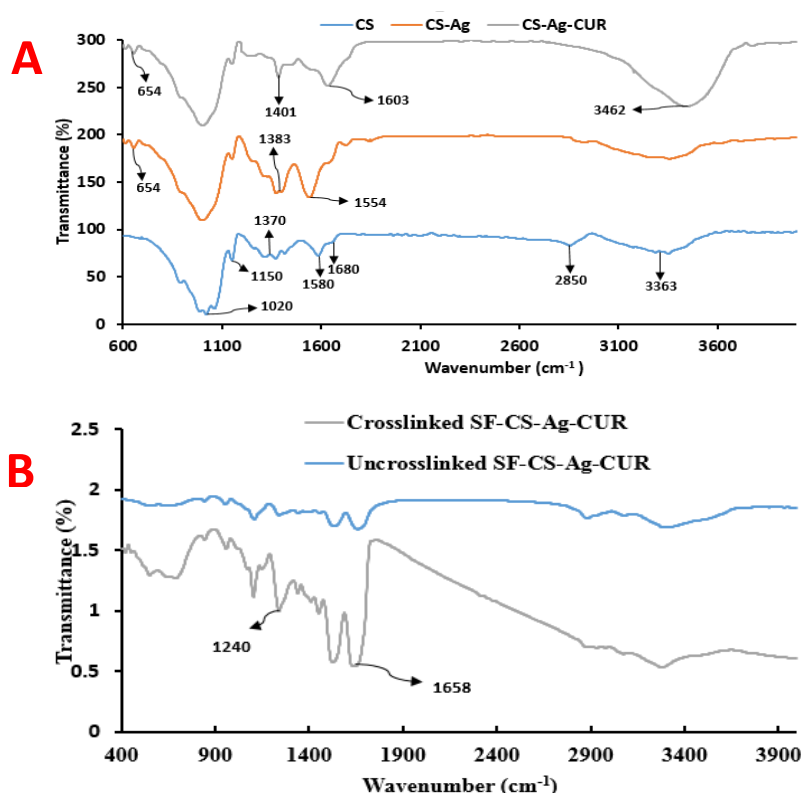 A
CS CS-Ag CS-Ag-CUR
Transmittance (%)
300
250
200
150
100
50
0
654
1401
1603
3462
654
1383
1554
1370
1150
1020
1580
1680
2850
3363
600 1100 1600 2100 2600 3100 3600
Wavenumber (cm⁻¹ )
B
Crosslinked SF-CS-Ag-CUR
Uncrosslinked SF-CS-Ag-CUR
Transmittance (%)
2.5
2
1.5
1
0.5
0
1240
1658
400 900 1400 1900 2400 2900 3400 3900
Wavenumber (cm⁻¹)